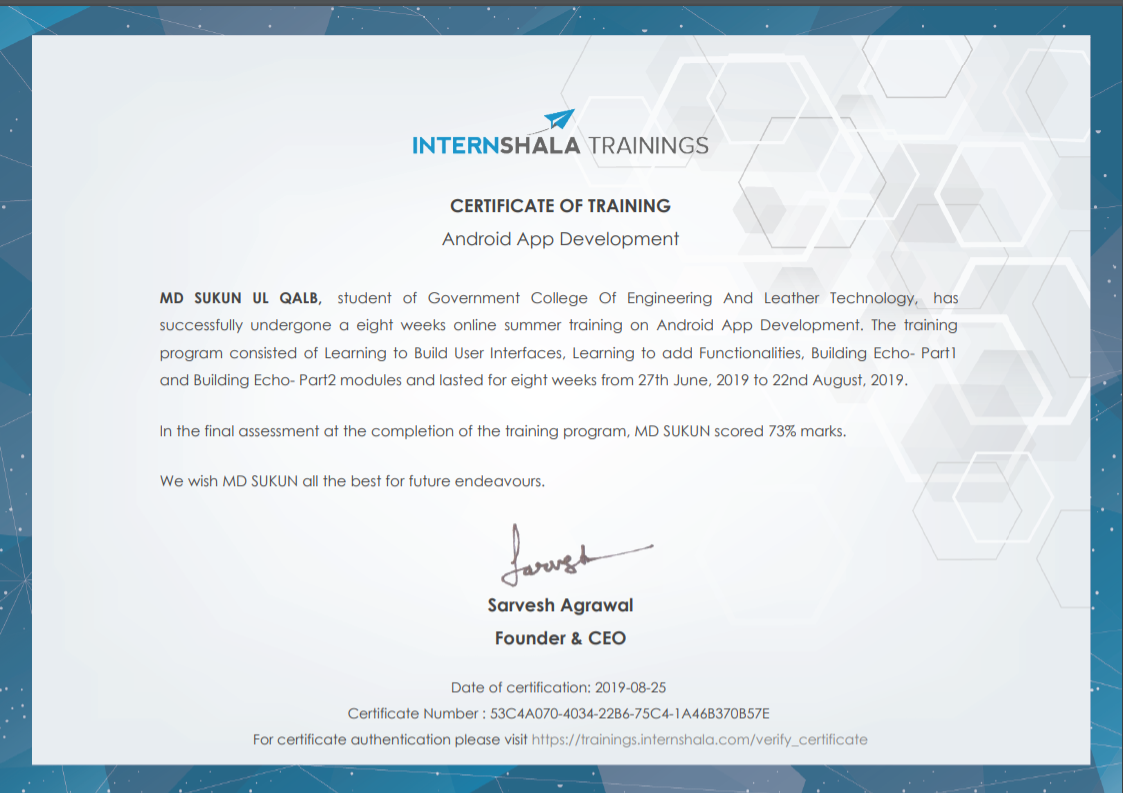 INTERNSHALA TRAININGS
CERTIFICATE OF TRAINING
Android App Development
MD SUKUN UL QALB, student of Government College Of Engineering And Leather Technology, has
successfully undergone a eight weeks online summer training on Android App Development. The training
program consisted of Learning to Build User Interfaces, Learning to add Functionalities, Building Echo- Part1
and Building Echo- Part2 modules and lasted for eight weeks from 27th June, 2019 to 22nd August, 2019.
In the final assessment at the completion of the training program, MD SUKUN scored 73% marks.
We wish MD SUKUN all the best for future endeavours.
Sarvesh
Sarvesh Agrawal
Founder & CEO
Date of certification: 2019-08-25
Certificate Number : 53C4A070-4034-22B6-75C4-1A46B370B57E
For certificate authentication please visit https://trainings.internshala.com/verify_certificate